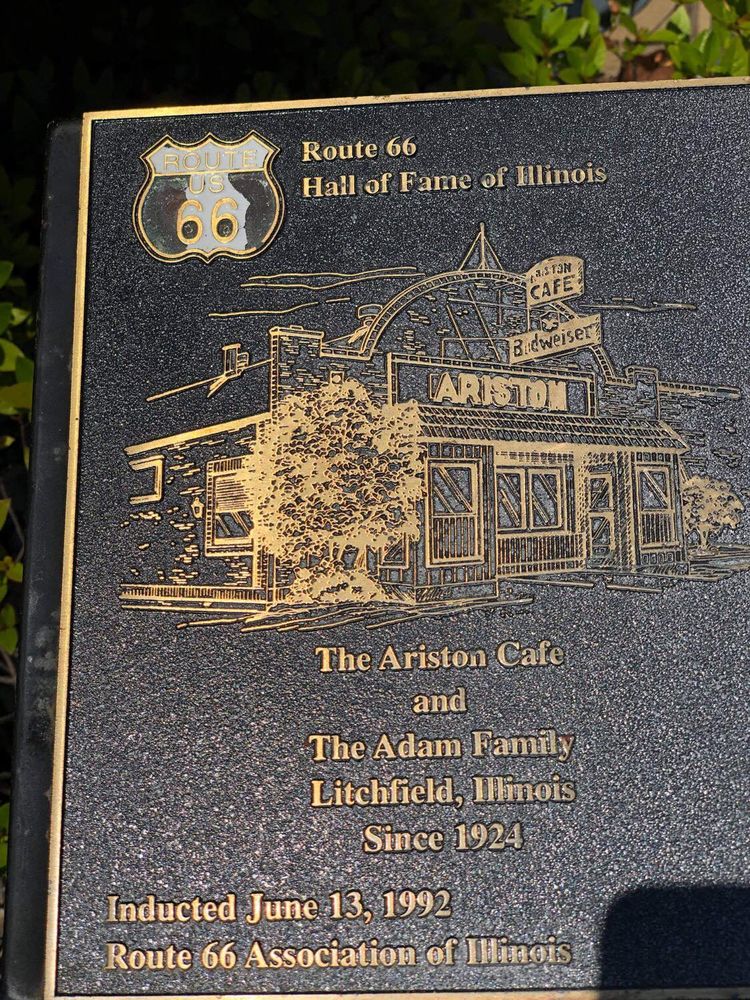 ROUTE
US
66
Route 66
Hall of Fame of Illinois
ARISTON
CAFE
Budweiser
ARISTON
The Ariston Cafe
and
The Adam Family
Litchfield, Illinois
Since 1924
Inducted June 13, 1992
Route 66 Association of Illinois